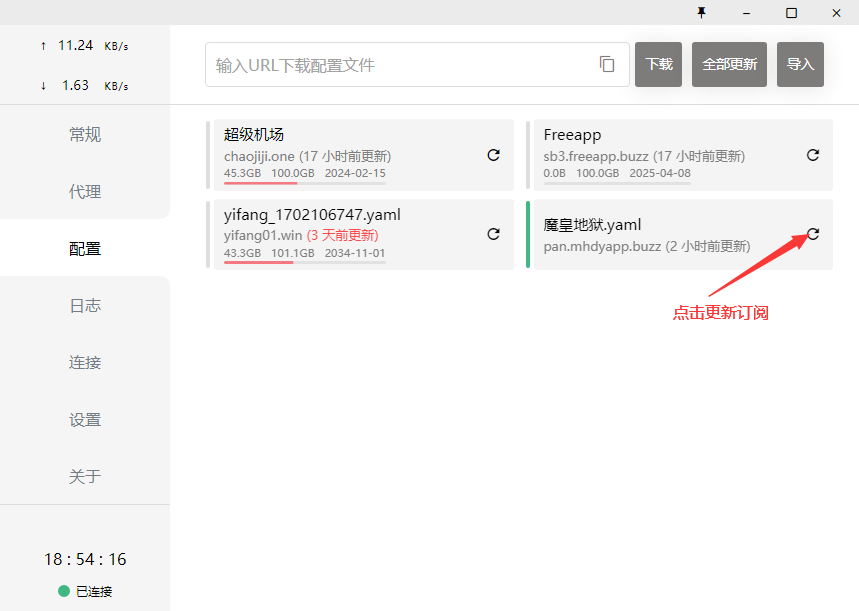 ↑ 11.24 KB/s
↓ 1.63 KB/s
常规
代理
配置
日志
连接
设置
关于
18 : 54 : 16
已连接
输入URL下载配置文件
下载
全部更新
导入
超级机场
chaojiji.one (17 小时前更新)
45.3GB 100.0GB 2024-02-15
Freeapp
sb3.freeapp.buzz (17 小时前更新)
0.0B 100.0GB 2025-04-08
yifang_1702106747.yaml
yifang01.win (3 天前更新)
43.3GB 101.1GB 2034-11-01
魔皇地狱.yaml
pan.mhdyapp.buzz (2 小时前更新)
点击更新订阅